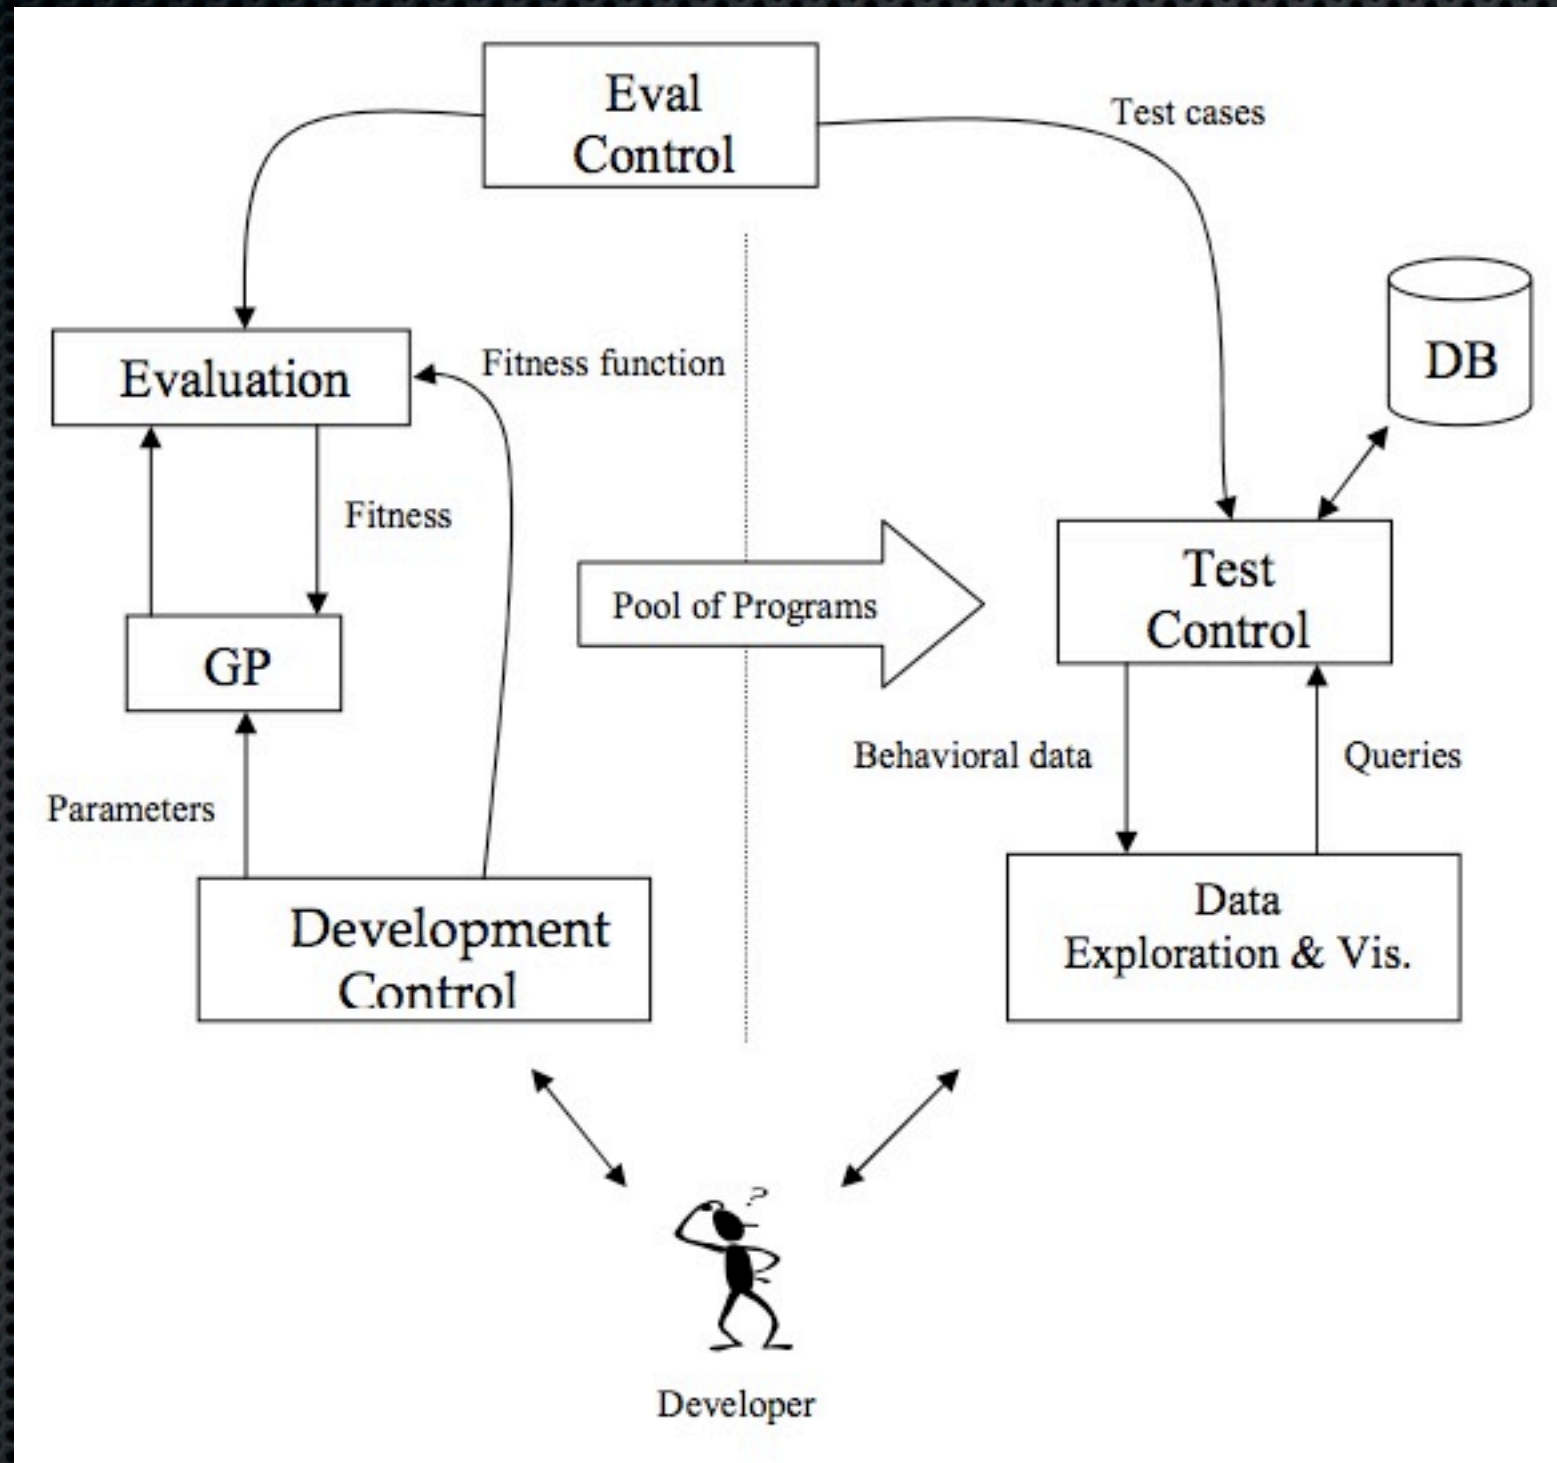 Eval
Control
Test cases
DB
Evaluation
Fitness function
Fitness
Test
Control
Pool of Programs
GP
Behavioral data
Queries
Parameters
Data
Exploration & Vis.
Development
Control
?
Developer